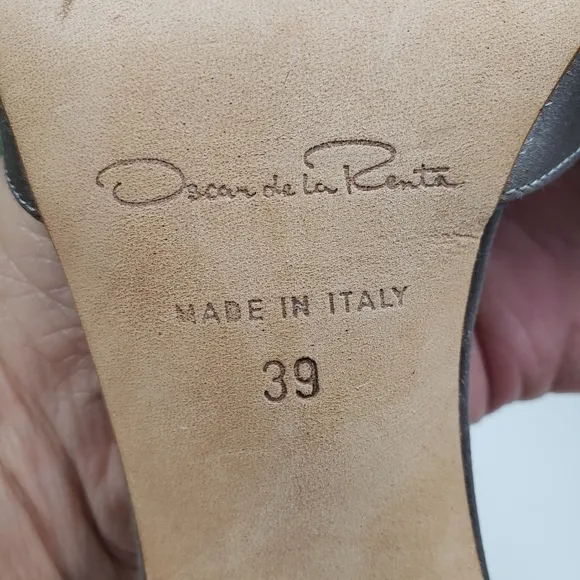 Oscar de la Renta
MADE IN ITALY
39